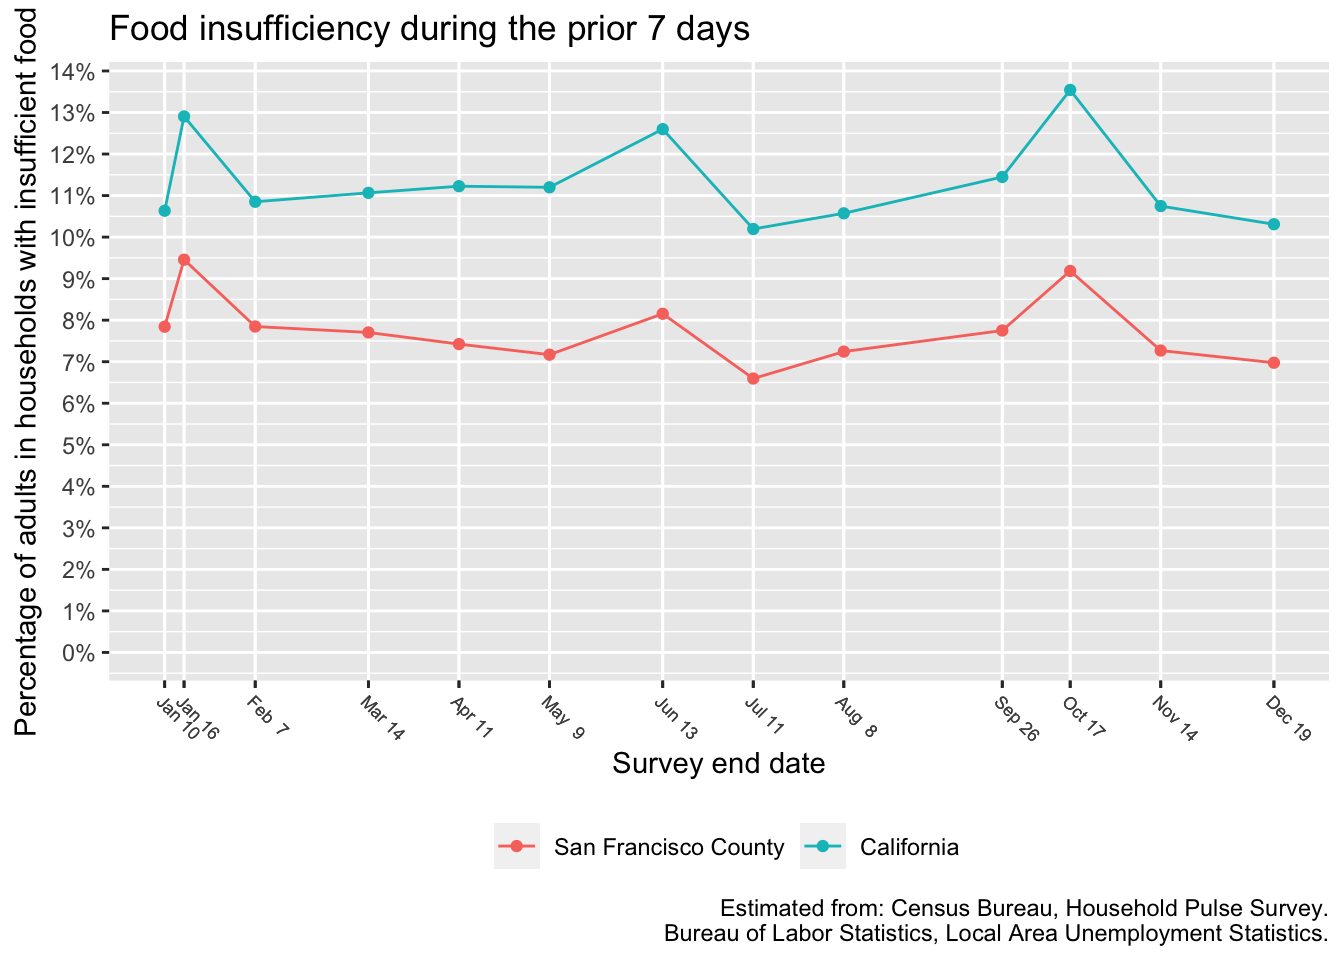 Food insufficiency during the prior 7 days
Percentage of adults in households with insufficient food
14%
13%
12%
11%
10%
9%
8%
7%
6%
5%
4%
3%
2%
1%
0%
Jan 10
Jan 16
Feb 7
Mar 14
Apr 11
May 9
Jun 13
Jul 11
Aug 8
Sep 26
Oct 17
Nov 14
Dec 19
Survey end date
San Francisco County
California
Estimated from: Census Bureau, Household Pulse Survey.
Bureau of Labor Statistics, Local Area Unemployment Statistics.